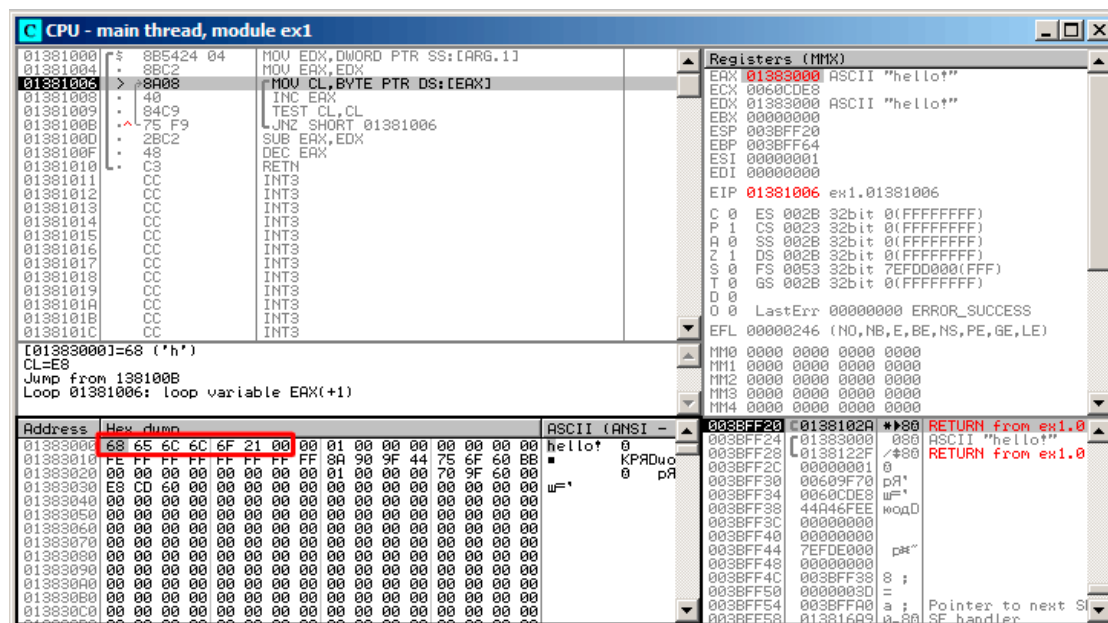 C CPU - main thread, module ex1
01381000 $ 8B5424 04 MOV EDX,DWORD PTR SS:[ARG.1]
01381004 · 8BC2 MOV EAX,EDX
01381006 > 8A08 MOV CL,BYTE PTR DS:[EAX]
01381008 · 40 INC EAX
01381009 · 84C9 TEST CL,CL
0138100B ·^ 75 F9 JNZ SHORT 01381006
0138100D · 2BC2 SUB EAX,EDX
0138100F · 48 DEC EAX
01381010 · C3 RETN
01381011 CC INT3
01381012 CC INT3
01381013 CC INT3
01381014 CC INT3
01381015 CC INT3
01381016 CC INT3
01381017 CC INT3
01381018 CC INT3
01381019 CC INT3
0138101A CC INT3
0138101B CC INT3
0138101C CC INT3
Registers (MMX)
EAX 01383000 ASCII "hello!"
ECX 0060CDE8
EDX 01383000 ASCII "hello!"
EBX 00000000
ESP 003BFF20
EBP 003BFF64
ESI 00000001
EDI 00000000
EIP 01381006 ex1.01381006
C 0 ES 002B 32bit 0(FFFFFFFF)
P 1 CS 0023 32bit 0(FFFFFFFF)
A 0 SS 002B 32bit 0(FFFFFFFF)
Z 1 DS 002B 32bit 0(FFFFFFFF)
S 0 FS 0053 32bit 7EFDD000(FFF)
T 0 GS 002B 32bit 0(FFFFFFFF)
D 0
O 0 LastErr 00000000 ERROR_SUCCESS
EFL 00000246 (NO,NB,E,BE,NS,PE,GE,LE)
MM0 0000 0000 0000 0000
MM1 0000 0000 0000 0000
MM2 0000 0000 0000 0000
MM3 0000 0000 0000 0000
MM4 0000 0000 0000 0000
[01383000]=68 ('h')
CL=E8
Jump from 138100B
Loop 01381006: loop variable EAX(+1)
Address Hex dump ASCII (ANSI -
01383000 68 65 6C 6C 6F 21 00 00 01 00 00 00 00 00 00 00 hello! 0
01383010 FE FF FF FF FF FF FF FF 8A 90 9F 44 75 6F 60 BB ■ КРЯDuo
01383020 00 00 00 00 00 00 00 00 01 00 00 00 70 9F 60 00 0 pЯ
01383030 E8 CD 60 00 00 00 00 00 00 00 00 00 00 00 00 00 ш='
01383040 00 00 00 00 00 00 00 00 00 00 00 00 00 00 00 00
01383050 00 00 00 00 00 00 00 00 00 00 00 00 00 00 00 00
01383060 00 00 00 00 00 00 00 00 00 00 00 00 00 00 00 00
01383070 00 00 00 00 00 00 00 00 00 00 00 00 00 00 00 00
01383080 00 00 00 00 00 00 00 00 00 00 00 00 00 00 00 00
01383090 00 00 00 00 00 00 00 00 00 00 00 00 00 00 00 00
013830A0 00 00 00 00 00 00 00 00 00 00 00 00 00 00 00 00
013830B0 00 00 00 00 00 00 00 00 00 00 00 00 00 00 00 00
013830C0 00 00 00 00 00 00 00 00 00 00 00 00 00 00 00 00
003BFF20 0138102A RETURN from ex1.0
003BFF24 01383000 ASCII "hello!"
003BFF28 0138122F RETURN from ex1.0
003BFF2C 00000001
003BFF30 00609F70 pЯ'
003BFF34 0060CDE8 ш='
003BFF38 44A46FEE юодD
003BFF3C 00000000
003BFF40 00000000
003BFF44 7EFDE000
003BFF48 00000000
003BFF4C 003BFF38 8 ;
003BFF50 0000003D =
003BFF54 003BFFA0 a ; Pointer to next S
003BFF58 013816A9 SE handler